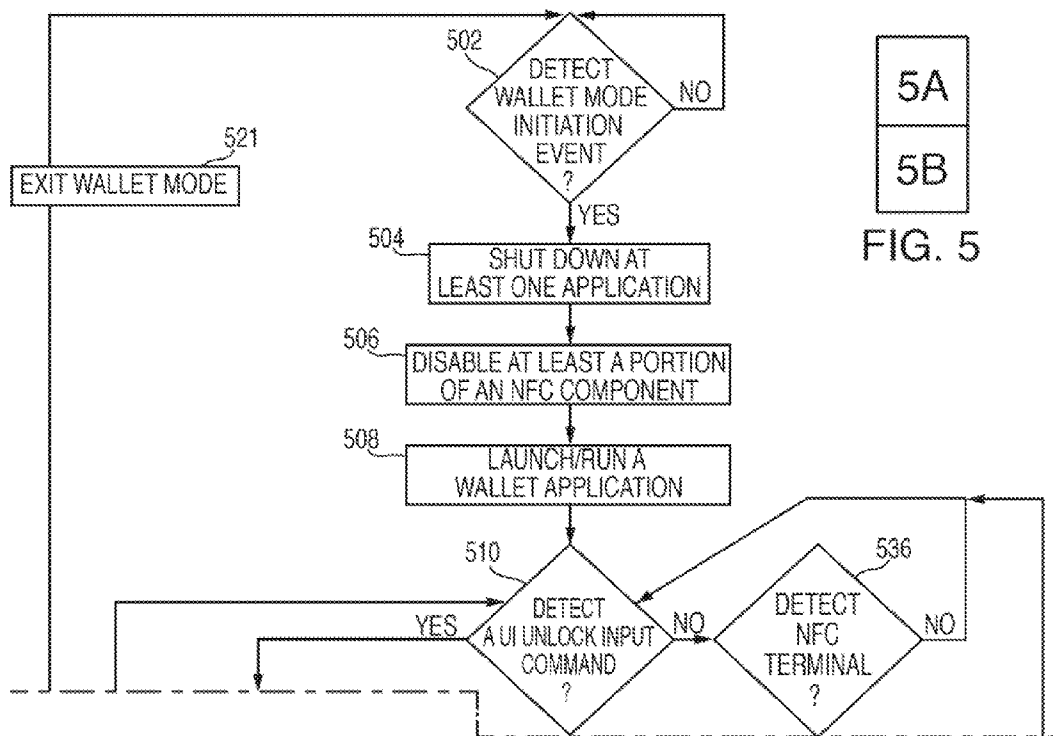 502
DETECT
WALLET MODE
INITIATION
EVENT
?
NO
YES
5A
5B
FIG. 5
521
EXIT WALLET MODE
504
SHUT DOWN AT
LEAST ONE APPLICATION
506
DISABLE AT LEAST A PORTION
OF AN NFC COMPONENT
508
LAUNCH/RUN A
WALLET APPLICATION
510
DETECT
A UI UNLOCK INPUT
COMMAND
?
YES
NO
536
DETECT
NFC
TERMINAL
?
NO